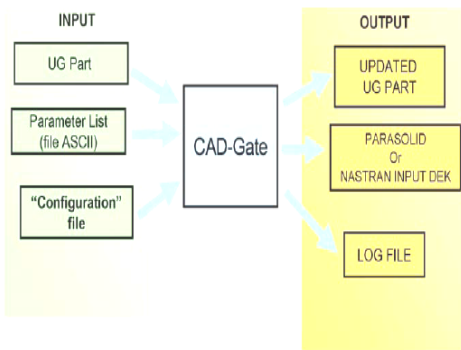 INPUT
UG Part
Parameter List
(file ASCII)
“Configuration”
file
CAD-Gate
OUTPUT
UPDATED
UG PART
PARASOLID
Or
NASTRAN INPUT DEK
LOG FILE